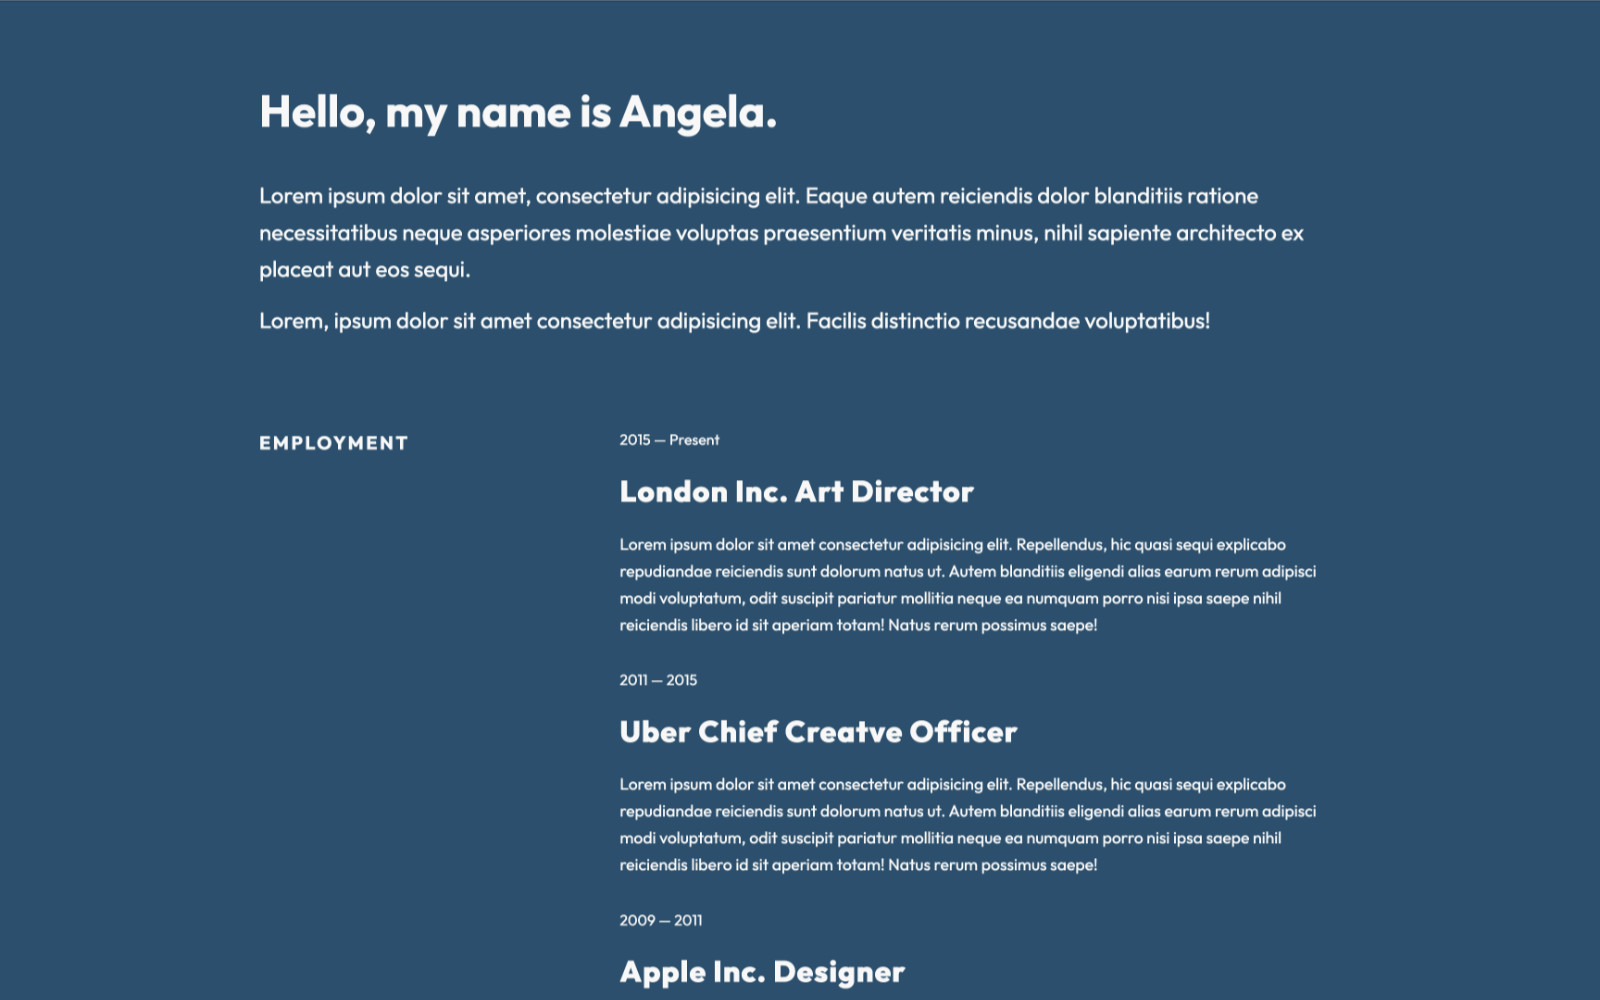 Hello, my name is Angela.
Lorem ipsum dolor sit amet, consectetur adipisicing elit. Eaque autem reiciendis dolor blanditiis ratione
necessitatibus neque asperiores molestiae voluptas praesentium veritatis minus, nihil sapiente architecto ex
placeat aut eos sequi.
Lorem, ipsum dolor sit amet consectetur adipisicing elit. Facilis distinctio recusandae voluptatibus!
EMPLOYMENT
2015 — Present
London Inc. Art Director
Lorem ipsum dolor sit amet consectetur adipisicing elit. Repellendus, hic quasi sequi explicabo
repudiandae reiciendis sunt dolorum natus ut. Autem blanditiis eligendi alias earum rerum adipisci
modi voluptatum, odit suscipit pariatur mollitia neque ea numquam porro nisi ipsa saepe nihil
reiciendis libero id sit aperiam totam! Natus rerum possimus saepe!
2011 — 2015
Uber Chief Creatve Officer
Lorem ipsum dolor sit amet consectetur adipisicing elit. Repellendus, hic quasi sequi explicabo
repudiandae reiciendis sunt dolorum natus ut. Autem blanditiis eligendi alias earum rerum adipisci
modi voluptatum, odit suscipit pariatur mollitia neque ea numquam porro nisi ipsa saepe nihil
reiciendis libero id sit aperiam totam! Natus rerum possimus saepe!
2009 — 2011
Apple Inc. Designer